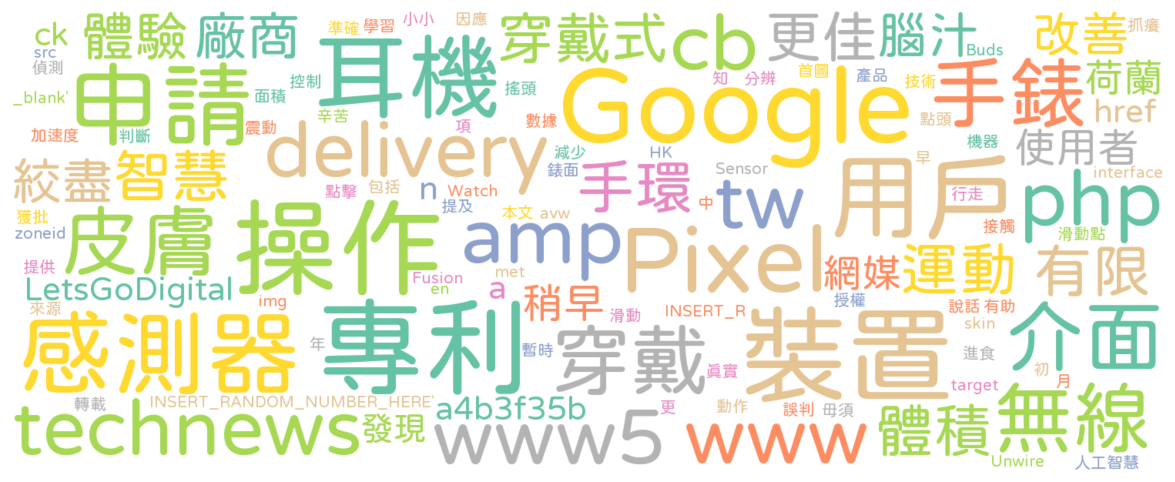 ck
src
偵測
體驗
廠商
準確
學習
小小
因應
穿戴式
cb
更佳
腦汁
Buds
改善
抓癢
_blank'
申請
面積
控制
耳機
搖頭
辛苦
Google
知
分辨
首圖
產品
技術
手錶
荷蘭
href
加速度
判斷
震動
delivery
項
數據
點頭
機器
使用者
絞盡
智慧
減少
HK
錶面
手環
Sensor
tw
用戶
早
行走
interface
點擊
包括
n
Watch
提及
中
php
獲批
zoneid
皮膚
操作
amp
本文
avw
Pixel
接觸
滑動點
提供
LetsGoDigital
met
Fusion
en
a
網媒
運動
有限
img
來源
稍早
滑動
INSERT_R
授權
說話
有助
skin
感測器
年
專利
暫時
穿戴
真實
裝置
進食
介面
初
月
target
轉載
INSERT_RANDOM_NUMBER_HERE'
a4b3f35b
更
動作
誤判
毋須
technews
發現
www5
www
體積
無線
Unwire
人工智慧